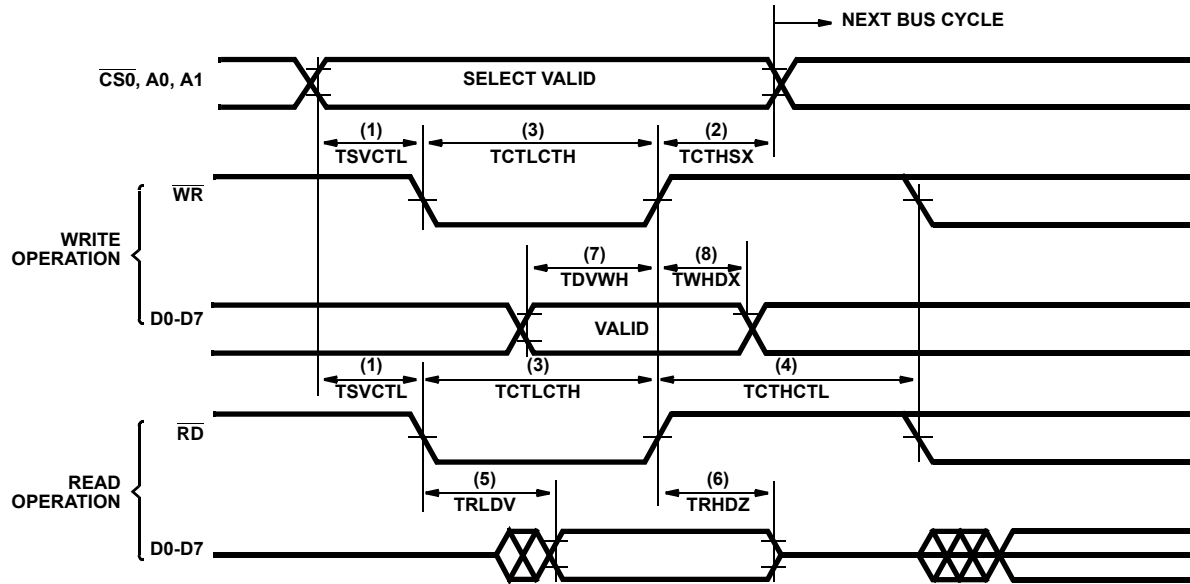 NEXT BUS CYCLE
CS0, A0, A1
SELECT VALID
(1) (3) (2)
TSVCTL TCTLCTH TCTHSX
WR
WRITE
OPERATION
(7) (8)
TDVWH TWHDX
D0-D7
VALID
(1) (3) (4)
TSVCTL TCTLCTH TCTHCTL
RD
READ
OPERATION
(5) (6)
TRLDV TRHDZ
D0-D7